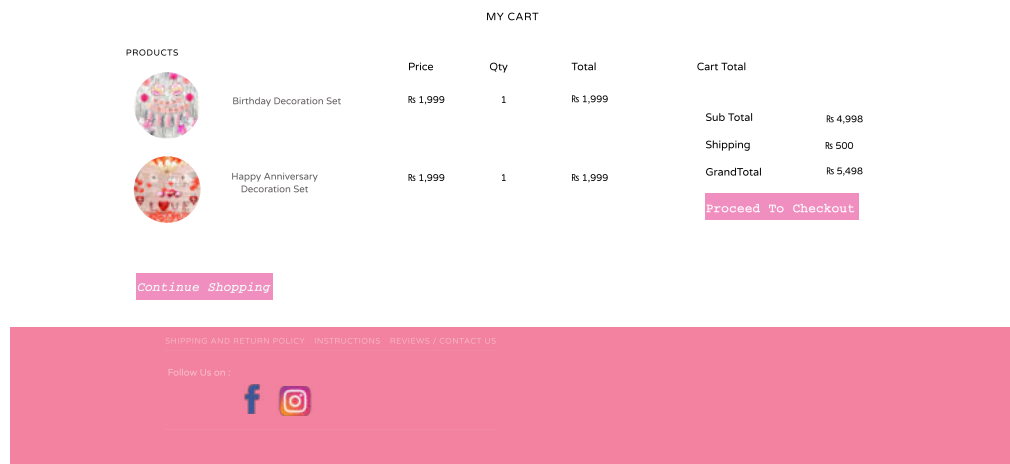 MY CART
PRODUCTS
Price Qty Total Cart Total
Birthday Decoration Set ₨ 1,999 1 ₨ 1,999
Sub Total ₨ 4,998
Shipping ₨ 500
Happy Anniversary
Decoration Set
₨ 1,999 1 ₨ 1,999
GrandTotal ₨ 5,498
Proceed To Checkout
Continue Shopping
SHIPPING AND RETURN POLICY INSTRUCTIONS REVIEWS / CONTACT US
Follow Us on :